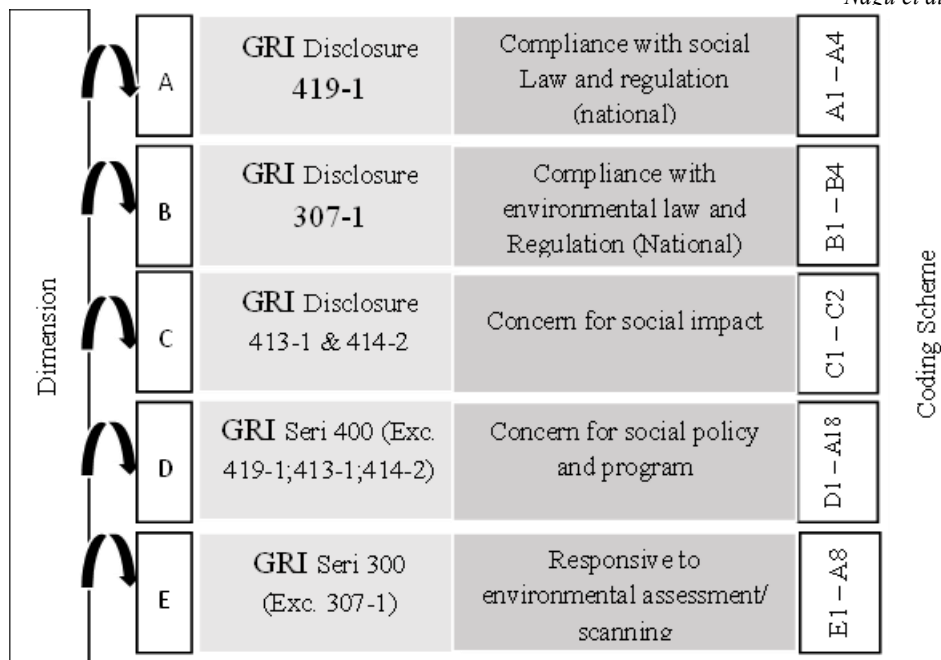 Dimension
A
GRI Disclosure
419-1
Compliance with social
Law and regulation
(national)
A1 – A4
B
GRI Disclosure
307-1
Compliance with
environmental law and
Regulation (National)
B1 – B4
C
GRI Disclosure
413-1 & 414-2
Concern for social impact
C1 – C2
D
GRI Seri 400 (Exc.
419-1;413-1;414-2)
Concern for social policy
and program
D1 – A18
E
GRI Seri 300
(Exc. 307-1)
Responsive to
environmental assessment/
scanning
E1 – A8
Coding Scheme